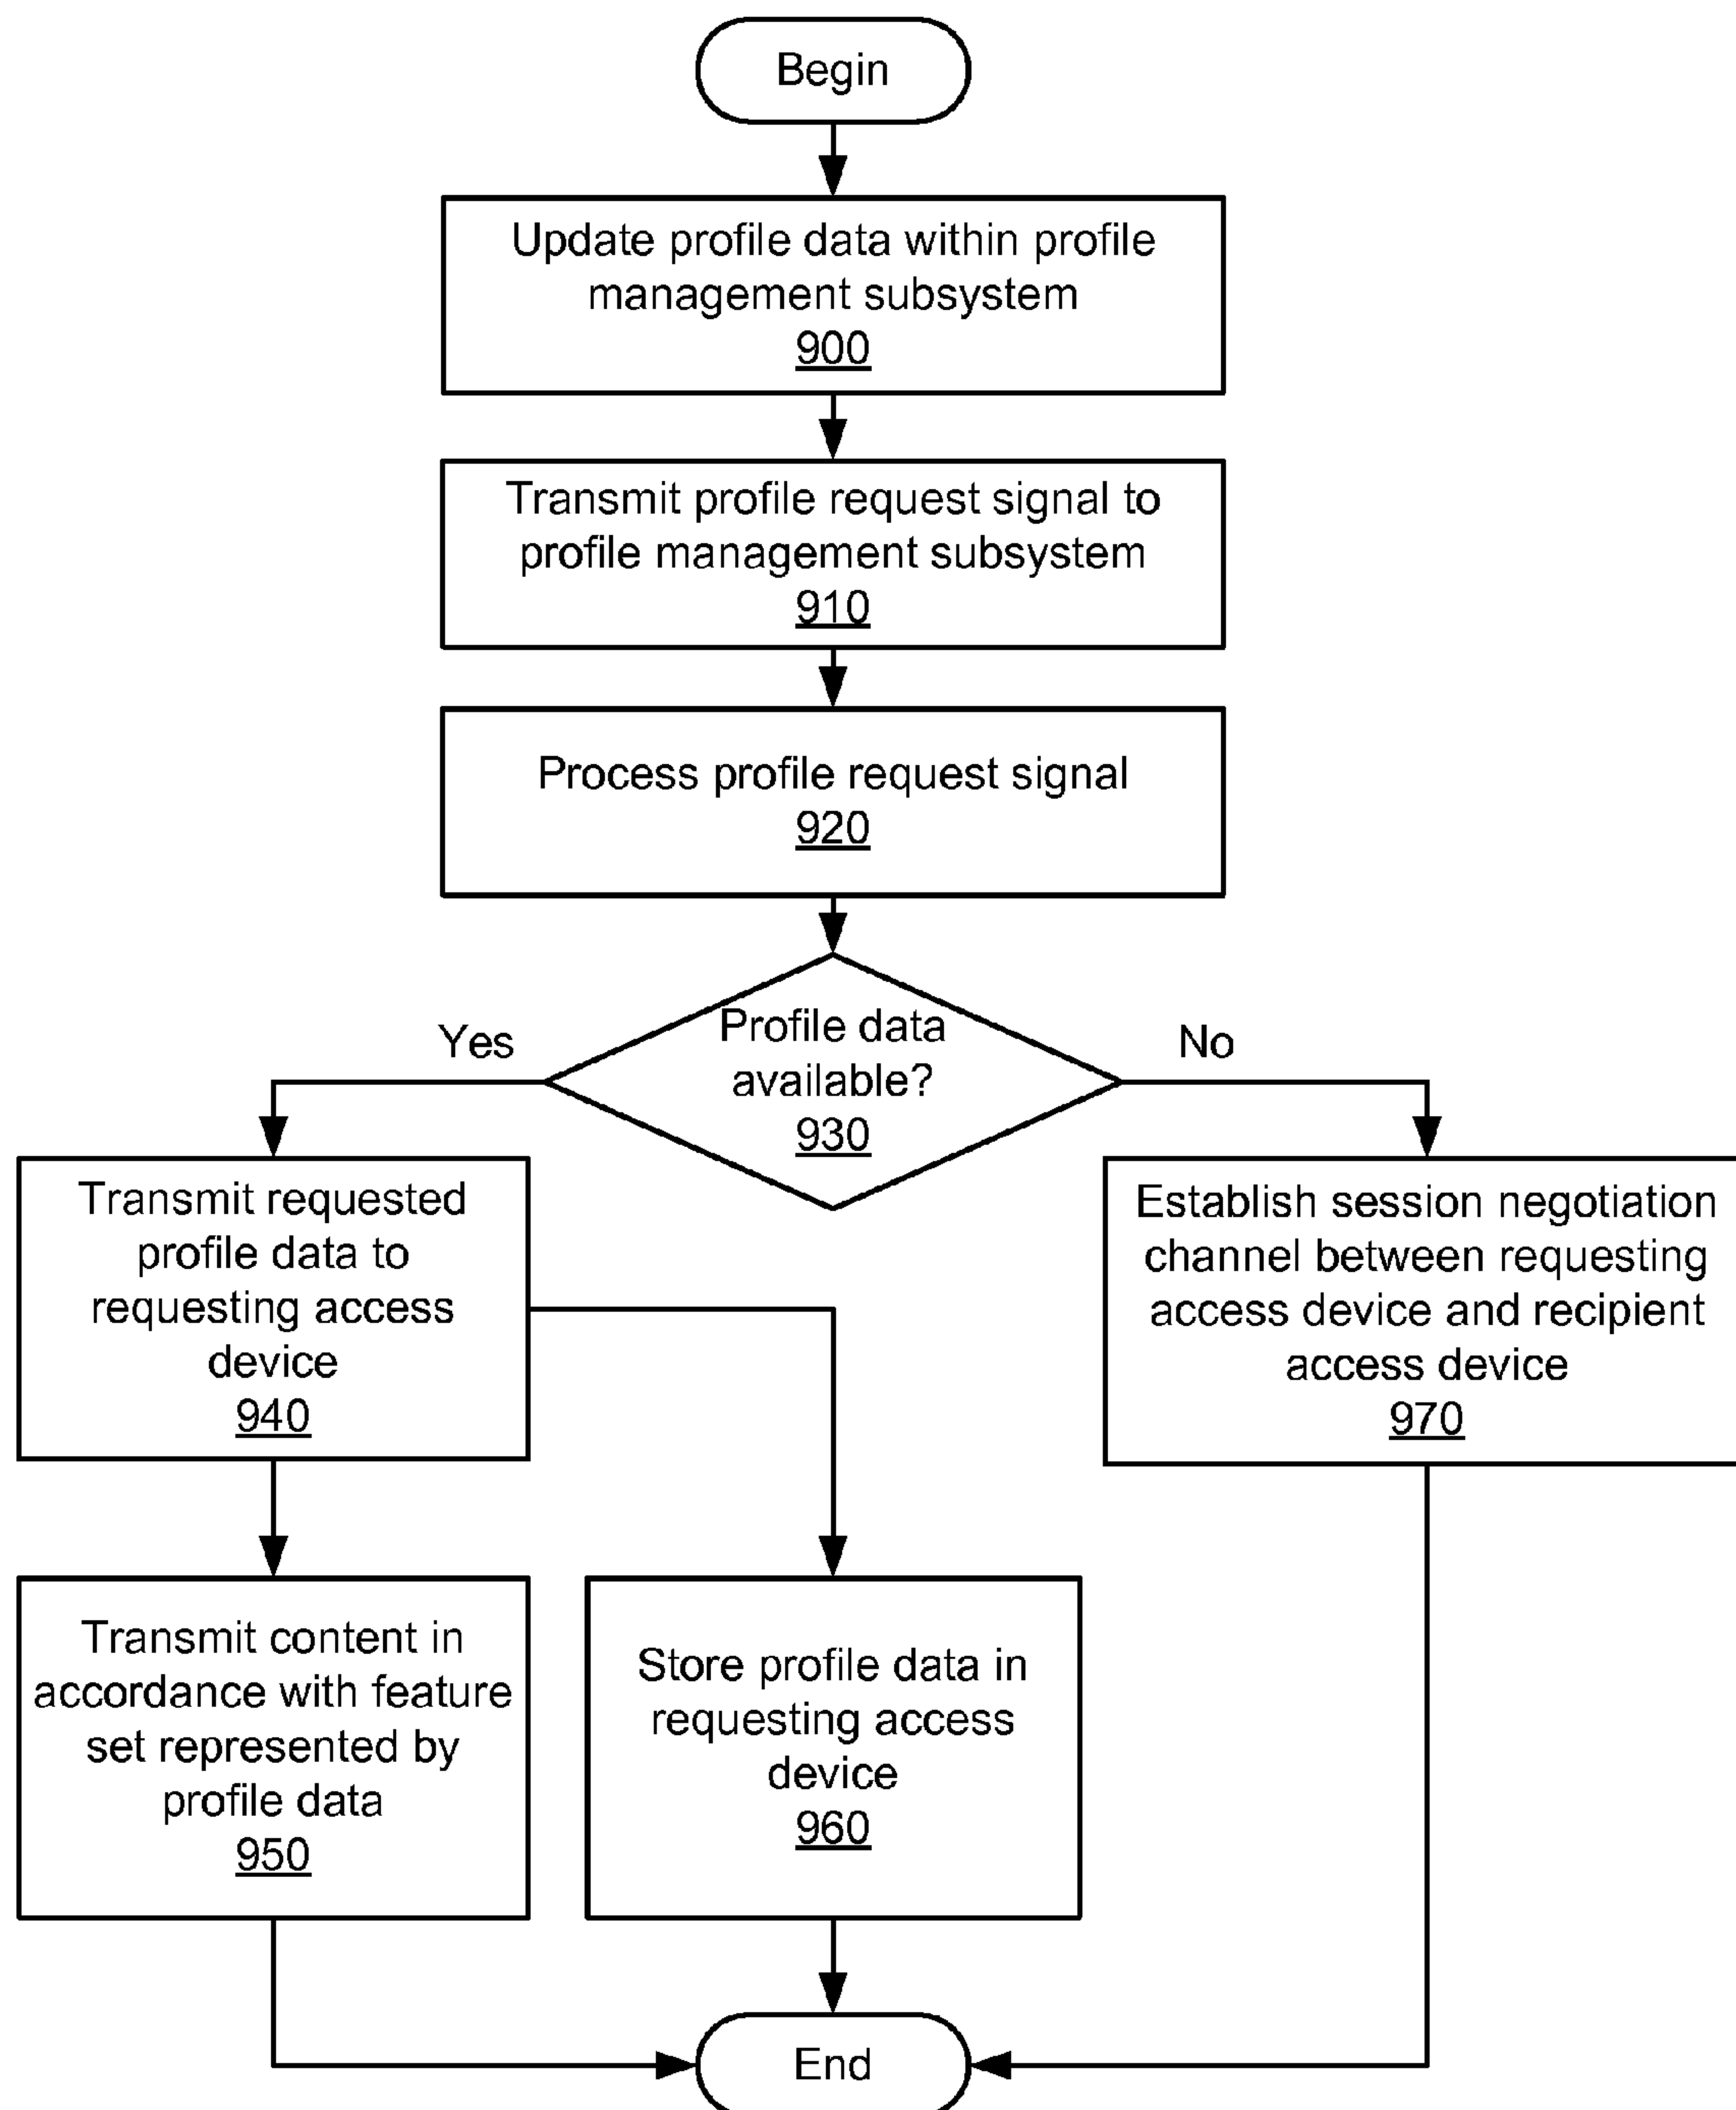 Begin
Update profile data within profile
management subsystem
900
Transmit profile request signal to
profile management subsystem
910
Process profile request signal
920
Profile data
available?
930
Yes
No
Transmit requested
profile data to
requesting access
device
940
Establish session negotiation
channel between requesting
access device and recipient
access device
970
Transmit content in
accordance with feature
set represented by
profile data
950
Store profile data in
requesting access
device
960
End